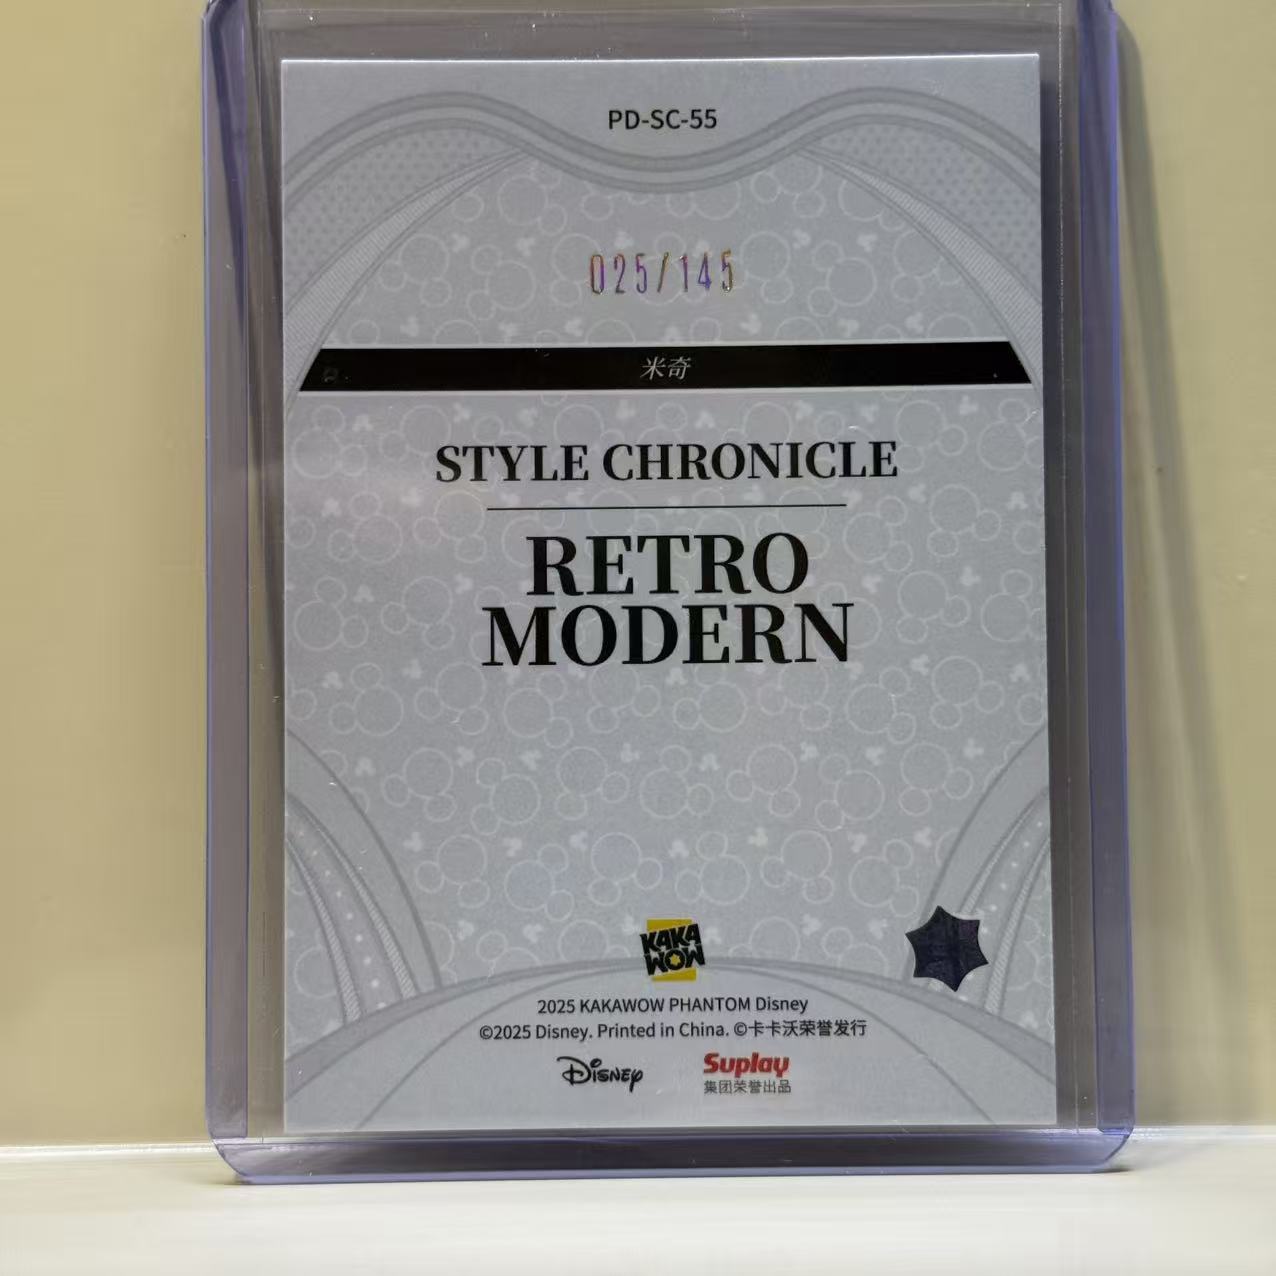 PD-SC-55
025/145
米奇
STYLE CHRONICLE
RETRO
MODERN
KAKA
WOW
2025 KAKAWOW PHANTOM Disney
©2025 Disney. Printed in China. ©卡卡沃荣誉发行
Disney
Suplay
集团荣誉出品